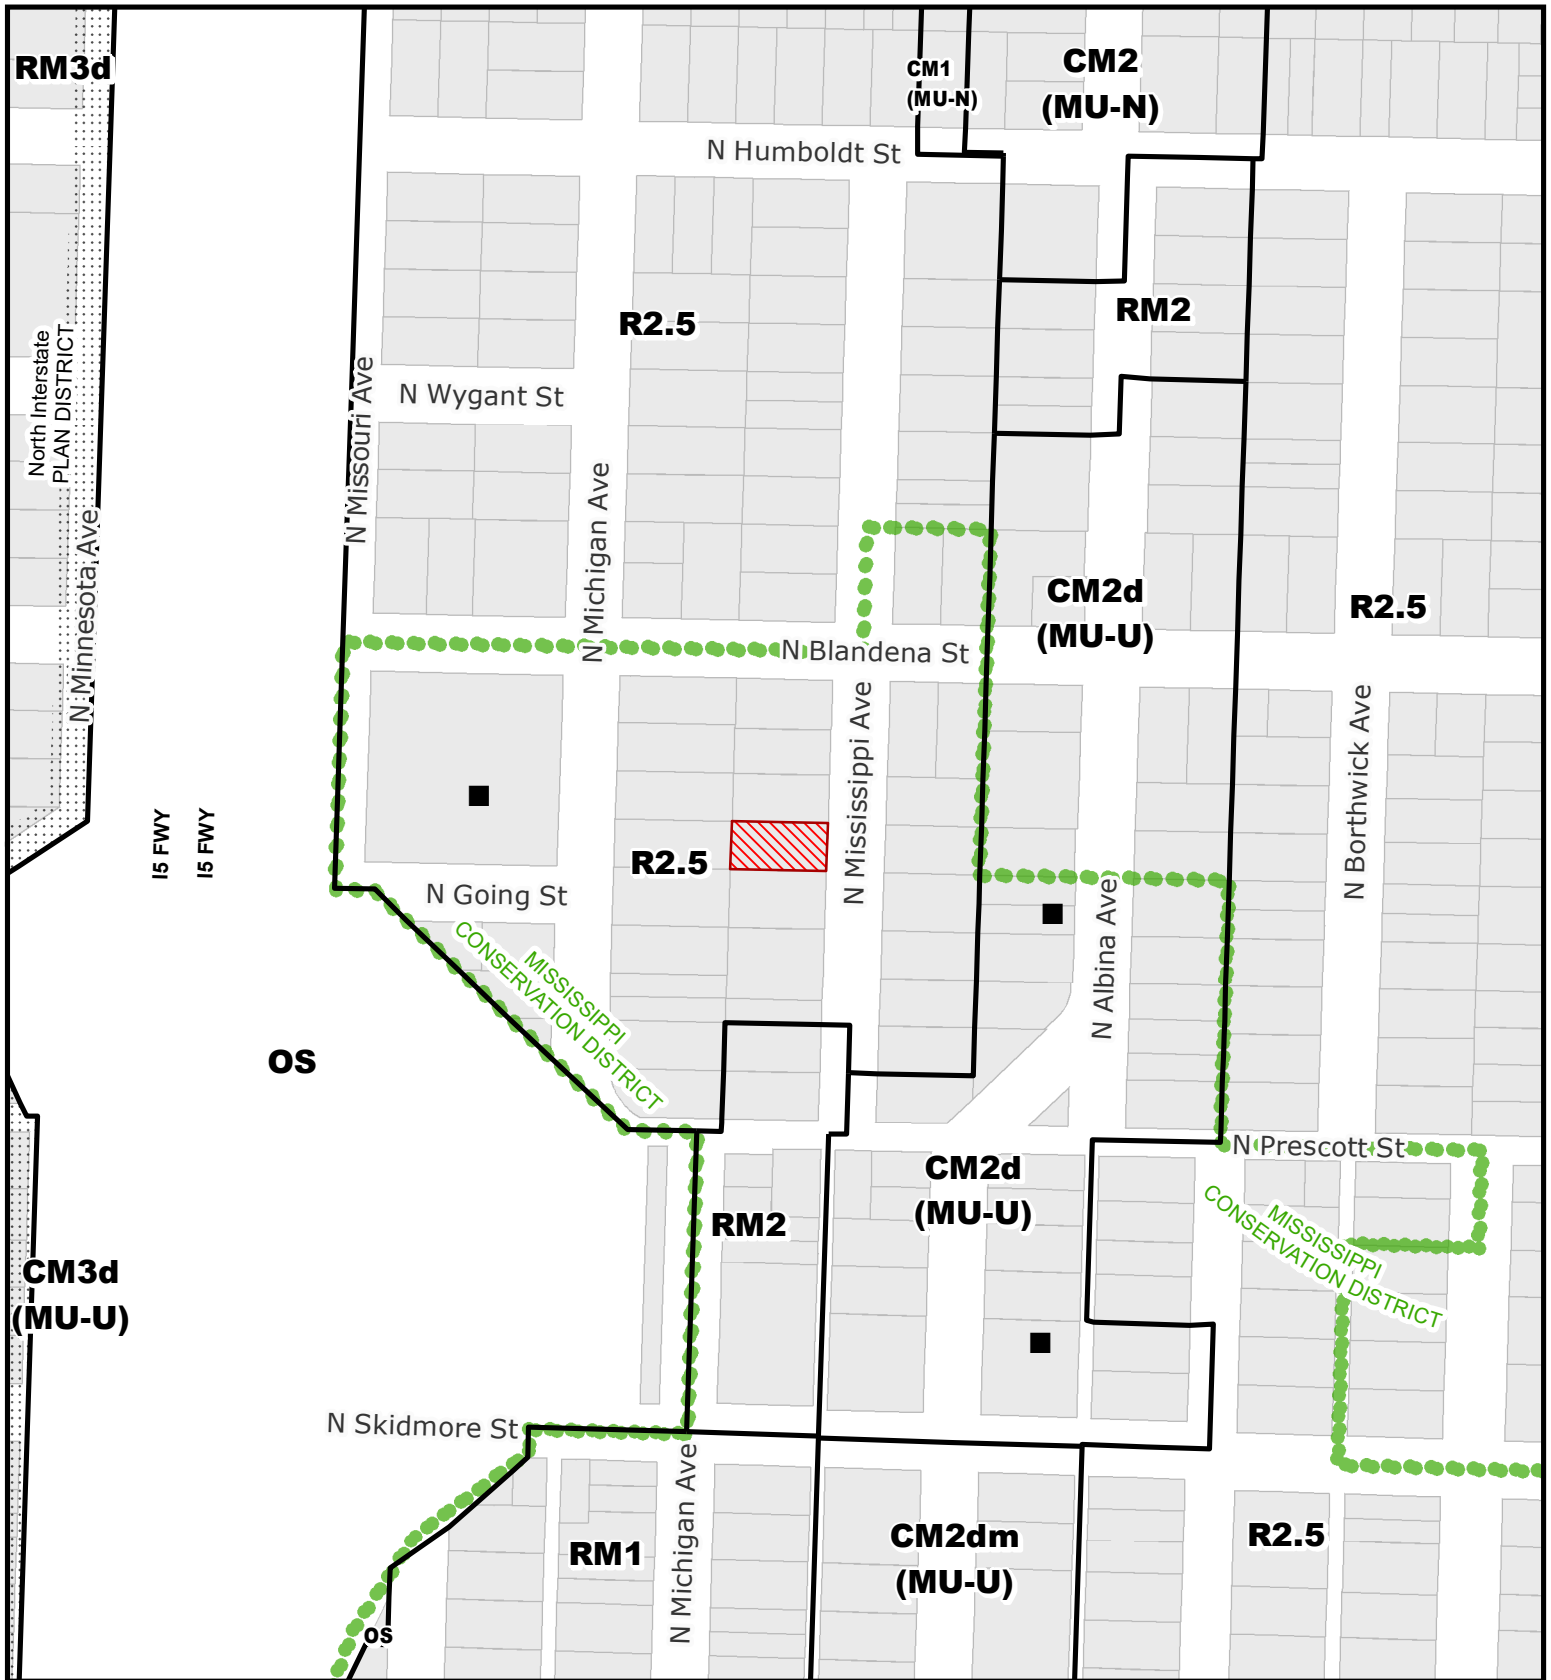 RM3d
CM1
(MU-N)
CM2
(MU-N)
N Humboldt St
R2.5
RM2
North Interstate
PLAN DISTRICT
N Missouri Ave
N Wygant St
N Michigan Ave
N Minnesota Ave
CM2d
(MU-U)
R2.5
N Blandena St
N Mississippi Ave
N Borthwick Ave
I5 FWY
I5 FWY
R2.5
N Going St
N Albina Ave
MISSISSIPPI
CONSERVATION DISTRICT
OS
N Prescott St
CM2d
(MU-U)
RM2
MISSISSIPPI
CONSERVATION DISTRICT
CM3d
(MU-U)
N Skidmore St
N Michigan Ave
RM1
CM2dm
(MU-U)
R2.5
OS